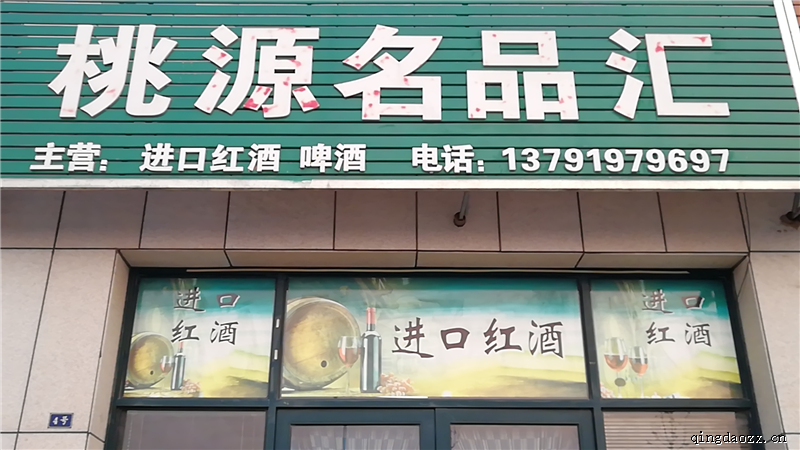 桃源名品汇
主营： 进口红酒 啤酒 电话：13791979697
进口
红酒
进口红酒
进口
红酒
4号
qingdaozx.cn